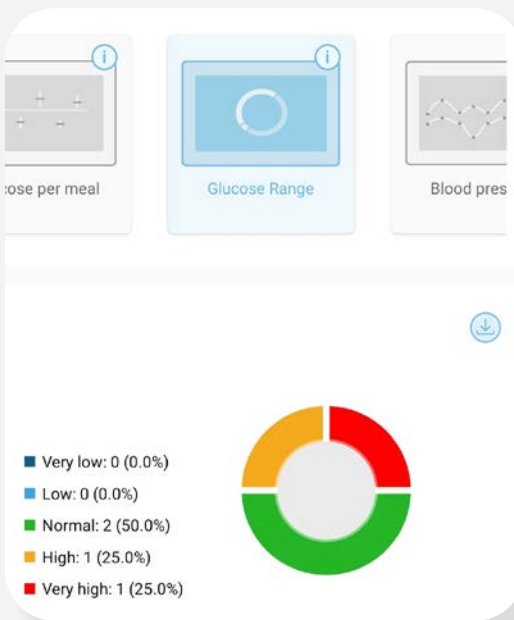 cose per meal
Glucose Range
Blood pres
Very low: 0 (0.0%)
Low: 0 (0.0%)
Normal: 2 (50.0%)
High: 1 (25.0%)
Very high: 1 (25.0%)